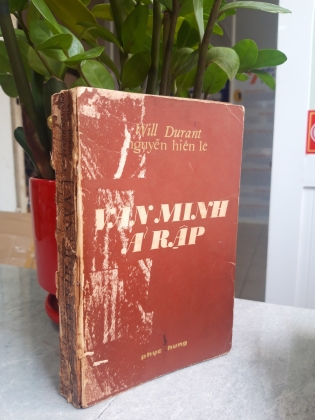 Will Durant
nguyễn hiến lê
VĂN MINH
Ả RẬP
phục hưng